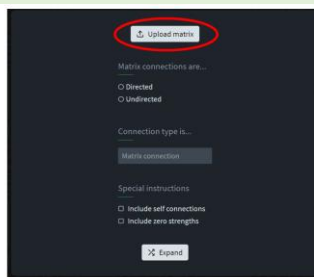 Upload matrix
Matrix connections are...
Directed
Undirected
Connection type is...
Matrix connection
Special instructions
Include self connections
Include zero strengths
Expand